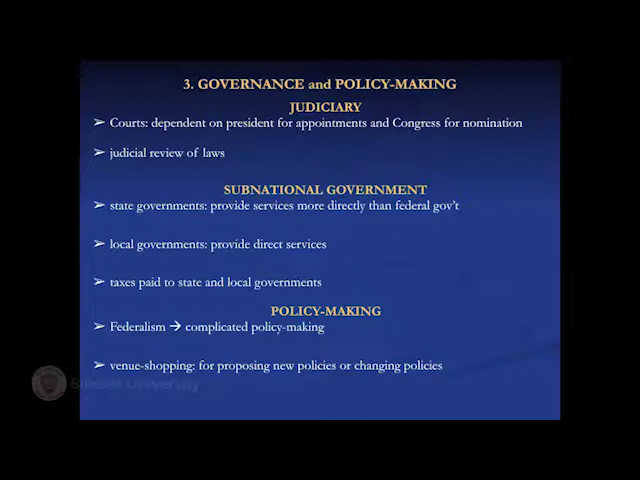 3. GOVERNANCE and POLICY-MAKING
JUDICIARY
➢ Courts: dependent on president for appointments and Congress for nomination
➢ judicial review of laws
SUBNATIONAL GOVERNMENT
➢ state governments: provide services more directly than federal gov't
➢ local governments: provide direct services
➢ taxes paid to state and local governments
POLICY-MAKING
➢ Federalism → complicated policy-making
➢ venue-shopping: for proposing new policies or changing policies
Bilkent University